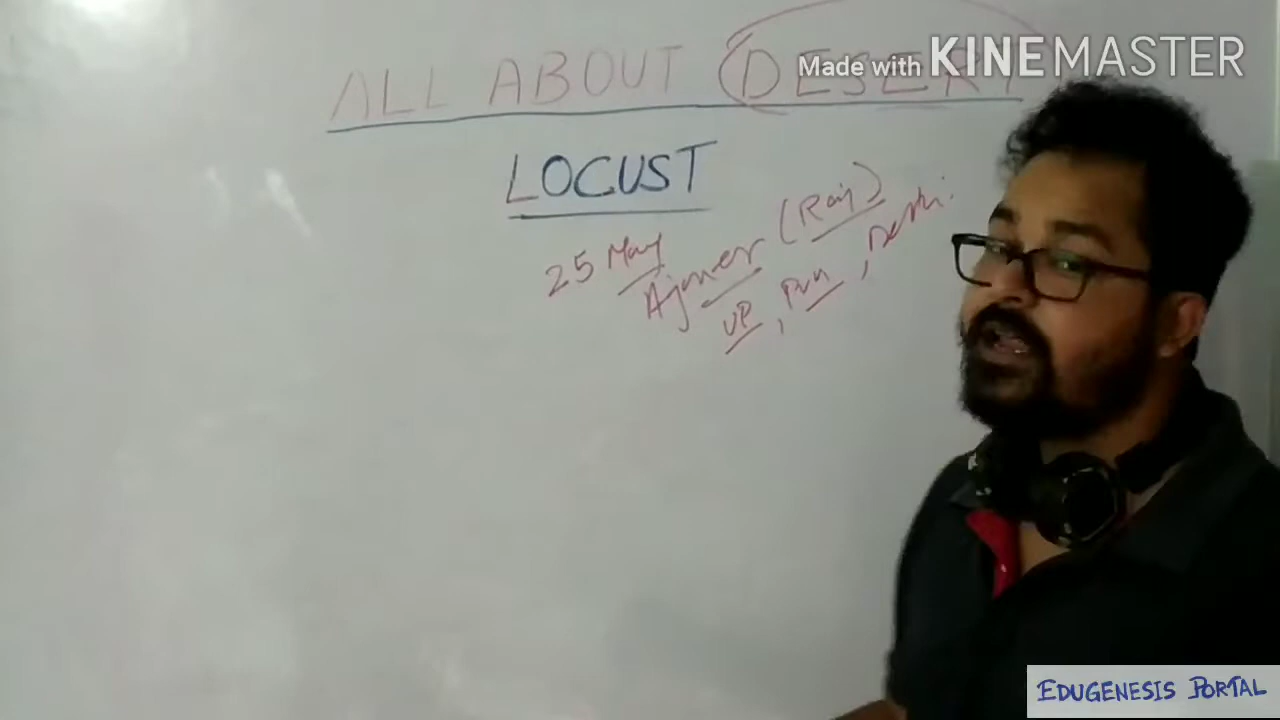 ALL ABOUT DESERT
Made with KINEMASTER
LOCUST
25 May
Ajmer (Raj)
UP, Pun, Delhi.
EDUGENESIS PORTAL